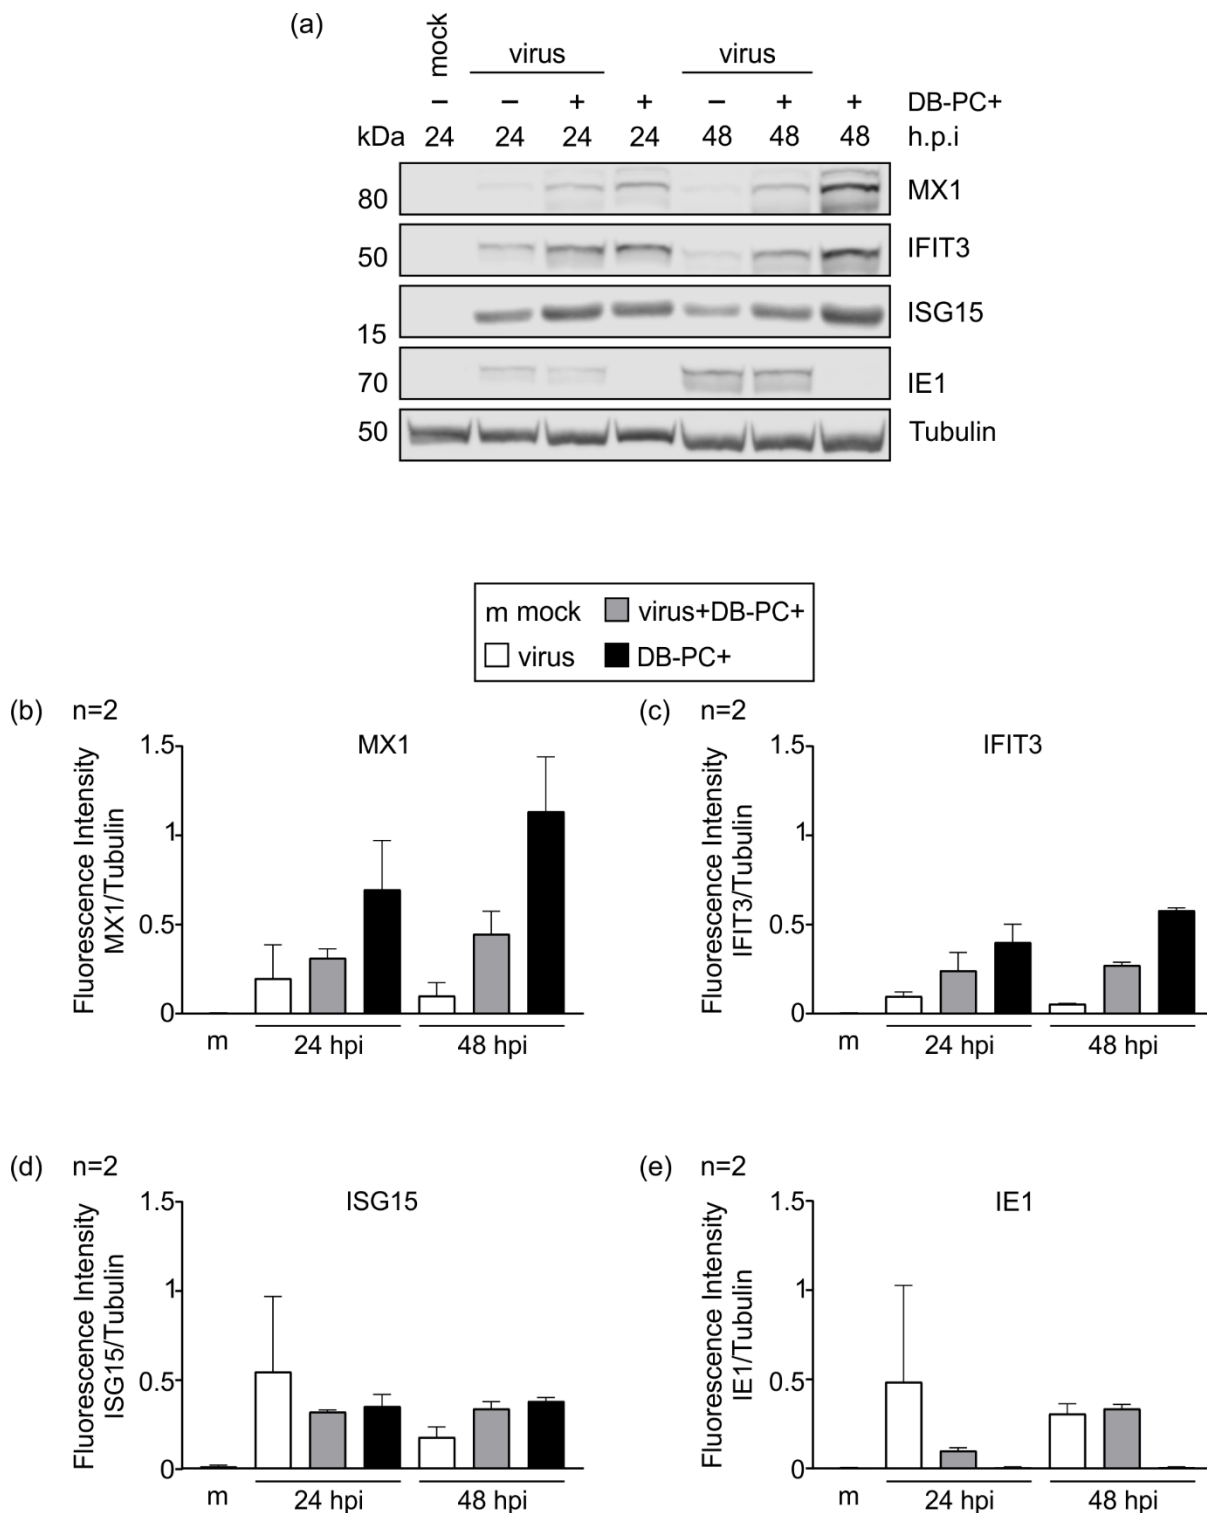 (a)
mock
virus virus
– – + + – + + DB-PC+
kDa 24 24 24 24 48 48 48 h.p.i
80 MX1
50 IFIT3
15 ISG15
70 IE1
50 Tubulin
m mock virus+DB-PC+
virus DB-PC+
(b) n=2
MX1
Fluorescence Intensity
MX1/Tubulin
1.5
1
0.5
0
m 24 hpi 48 hpi
(c) n=2
IFIT3
Fluorescence Intensity
IFIT3/Tubulin
1.5
1
0.5
0
m 24 hpi 48 hpi
(d) n=2
ISG15
Fluorescence Intensity
ISG15/Tubulin
1.5
1
0.5
0
m 24 hpi 48 hpi
(e) n=2
IE1
Fluorescence Intensity
IE1/Tubulin
1.5
1
0.5
0
m 24 hpi 48 hpi